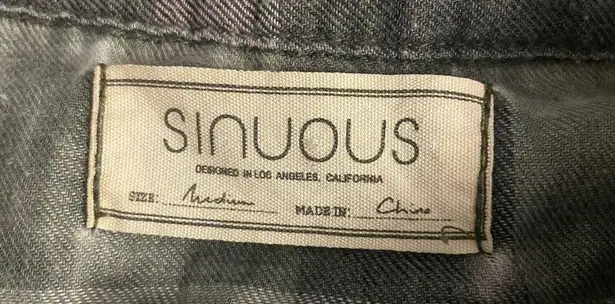 SINUOUS
DESIGNED IN LOS ANGELES, CALIFORNIA
SIZE: Medium MADE IN: China